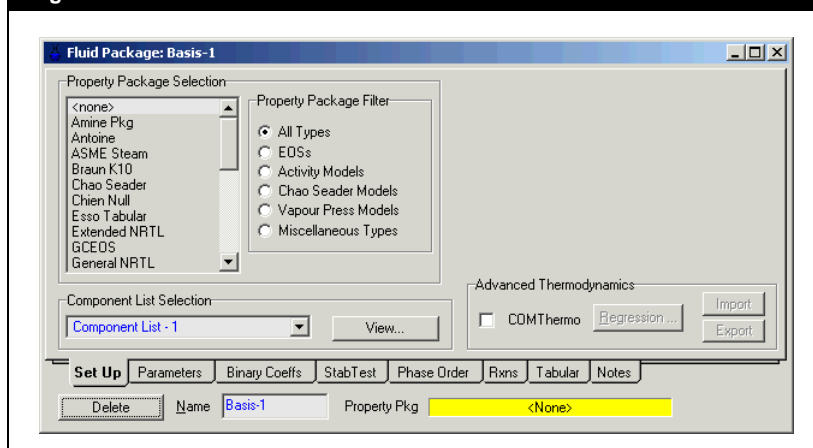 Fluid Package: Basis-1
Property Package Selection
<none>
Amine Pkg
Antoine
ASME Steam
Braun K10
Chao Seader
Chien Null
Esso Tabular
Extended NRTL
GCEOS
General NRTL
Property Package Filter
All Types
EOSs
Activity Models
Chao Seader Models
Vapour Press Models
Miscellaneous Types
Component List Selection
Component List - 1
View...
Advanced Thermodynamics
COMThermo
Regression ...
Import
Export
Set Up
Parameters
Binary Coeffs
StabTest
Phase Order
Rxns
Tabular
Notes
Delete
Name
Basis-1
Property Pkg
<None>